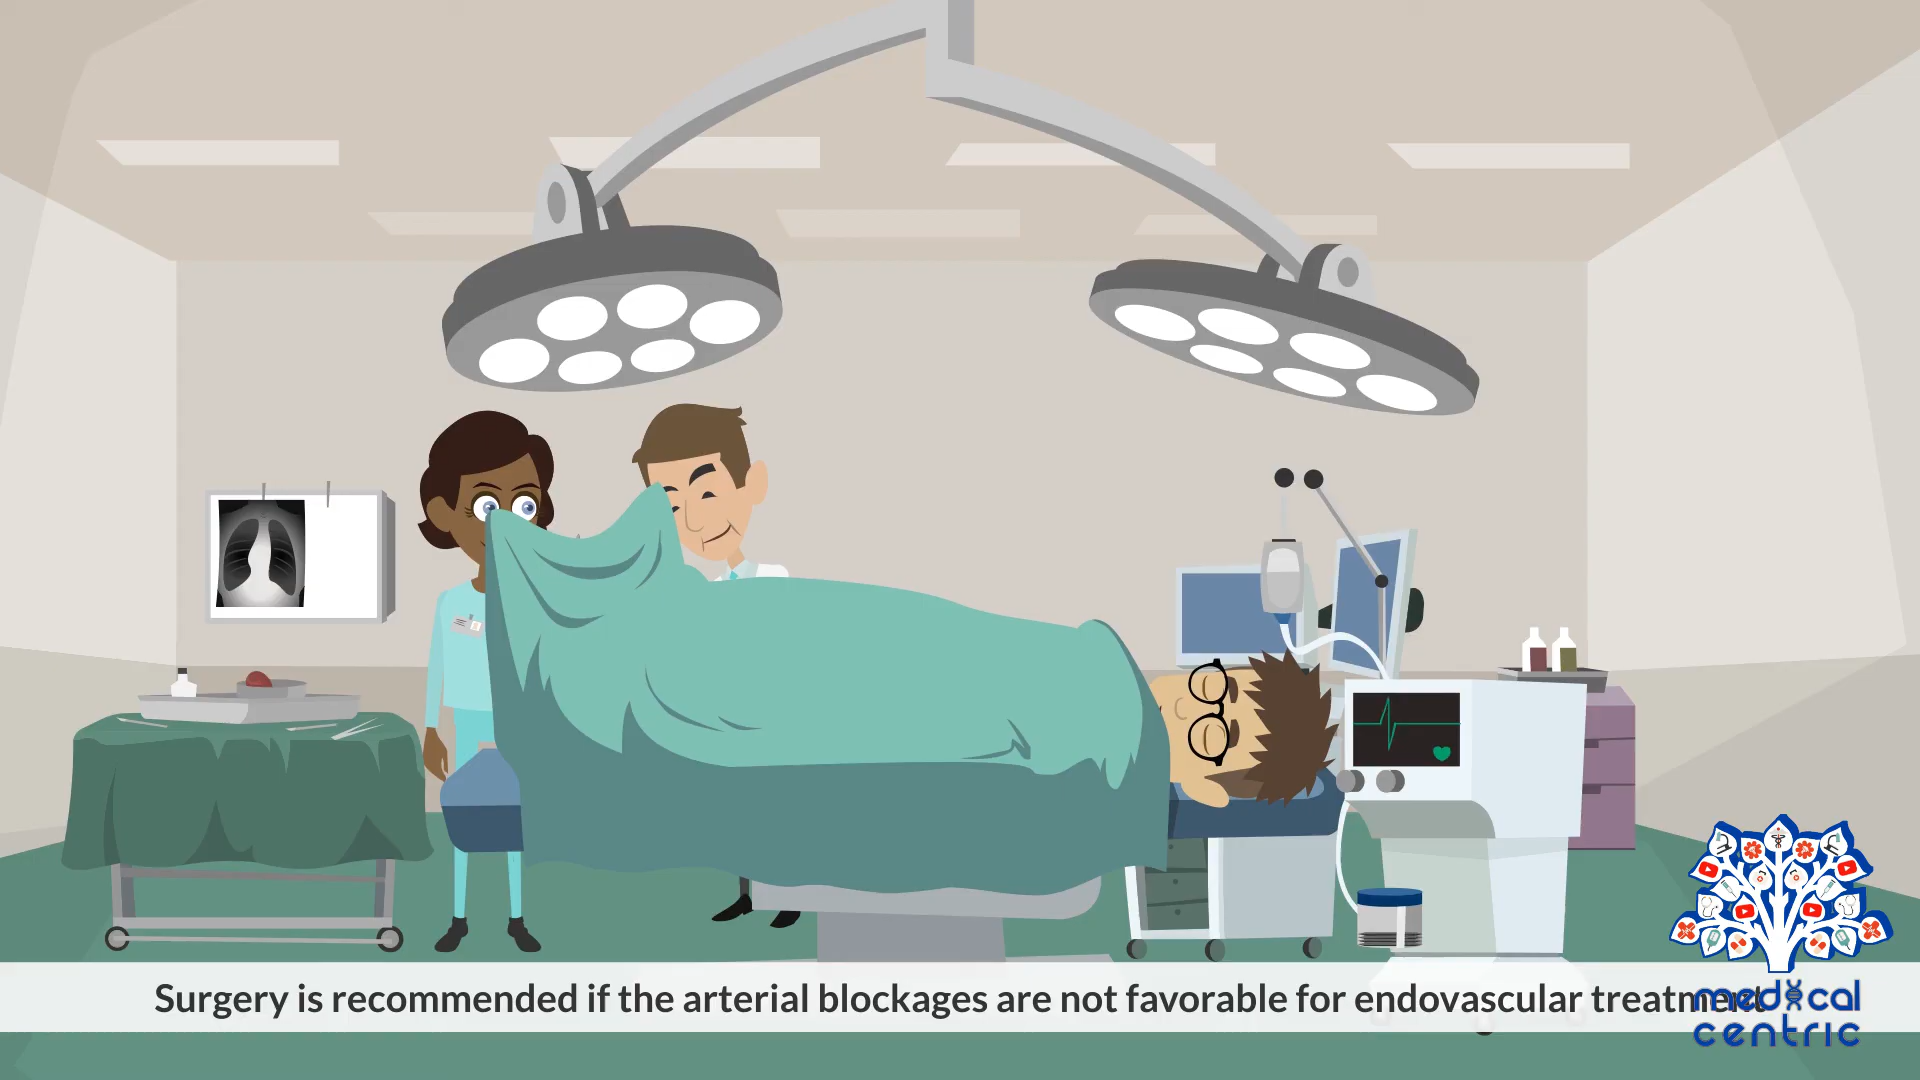 Surgery is recommended if the arterial blockages are not favorable for endovascular treatment
medical
centric